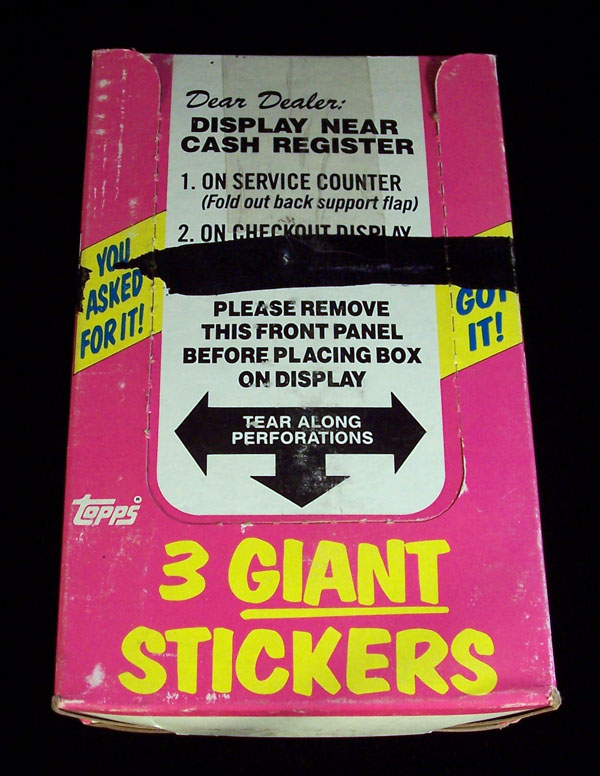 Dear Dealer:
DISPLAY NEAR
CASH REGISTER
1. ON SERVICE COUNTER
(Fold out back support flap)
2. ON CHECKOUT DISPLAY
YOU
ASKED
FOR IT!
GOT
IT!
PLEASE REMOVE
THIS FRONT PANEL
BEFORE PLACING BOX
ON DISPLAY
TEAR ALONG
PERFORATIONS
topps®
3 GIANT
STICKERS